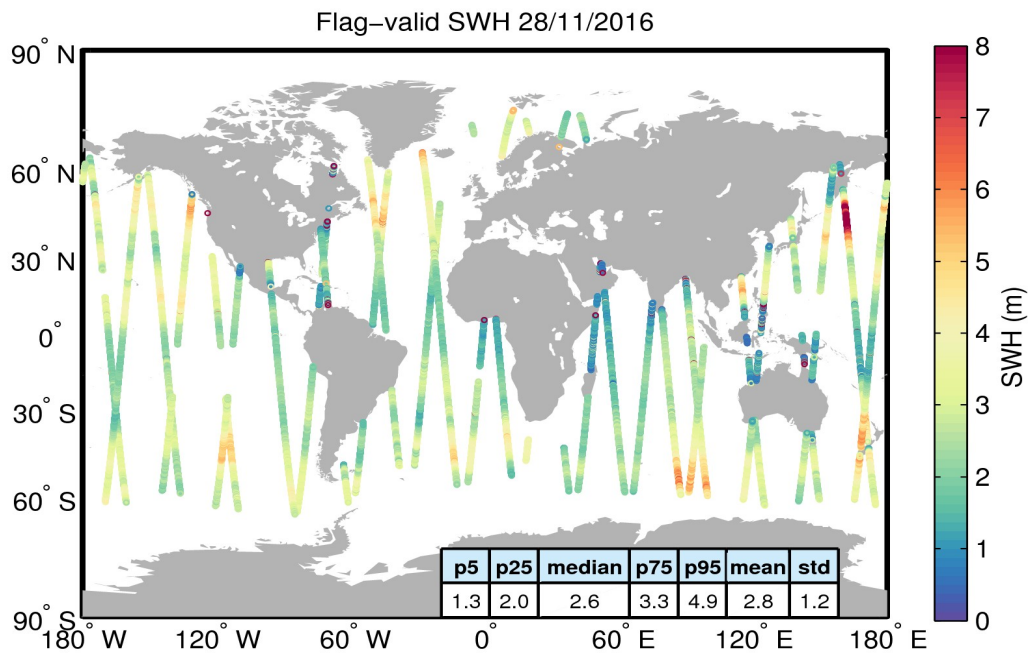 Flag−valid SWH 28/11/2016
90° N
60° N
30° N
0°
30° S
60° S
90° S
180° W
120° W
60° W
0°
60° E
120° E
180° E
p5 p25 median p75 p95 mean std
1.3 2.0 2.6 3.3 4.9 2.8 1.2
8
7
6
5
4
3
2
1
0
SWH (m)